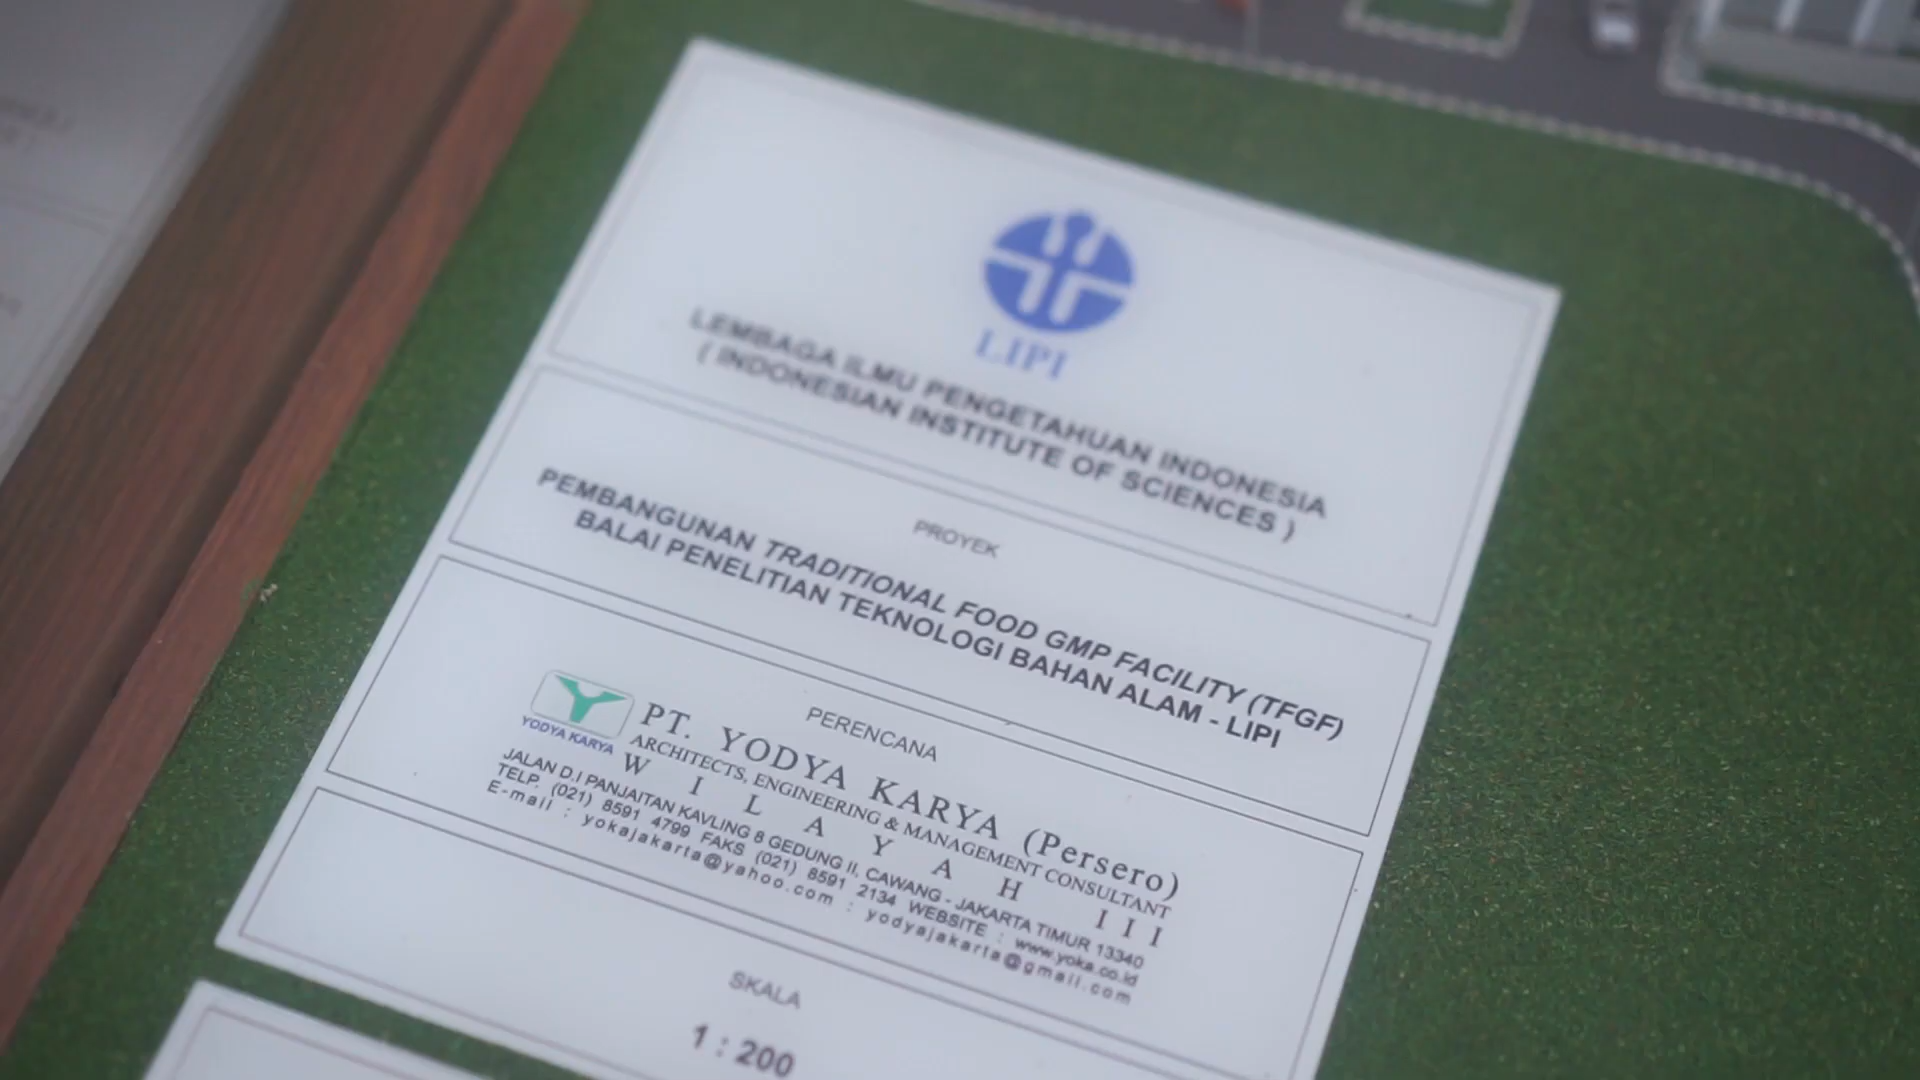 LIPI
LEMBAGA ILMU PENGETAHUAN INDONESIA
( INDONESIAN INSTITUTE OF SCIENCES )
PROYEK
PEMBANGUNAN TRADITIONAL FOOD GMP FACILITY (TFGF)
BALAI PENELITIAN TEKNOLOGI BAHAN ALAM - LIPI
PERENCANA
YODYA KARYA
PT. YODYA KARYA (Persero)
ARCHITECTS, ENGINEERING & MANAGEMENT CONSULTANT
W I L A Y A H III
JALAN D.I PANJAITAN KAVLING 8 GEDUNG II, CAWANG - JAKARTA TIMUR 13340
TELP. (021) 8591 4799 FAKS (021) 8591 2134 WEBSITE : www.yoka.co.id
E-mail : yokajakarta@yahoo.com : yodyajakarta@gmail.com
SKALA
1 : 200